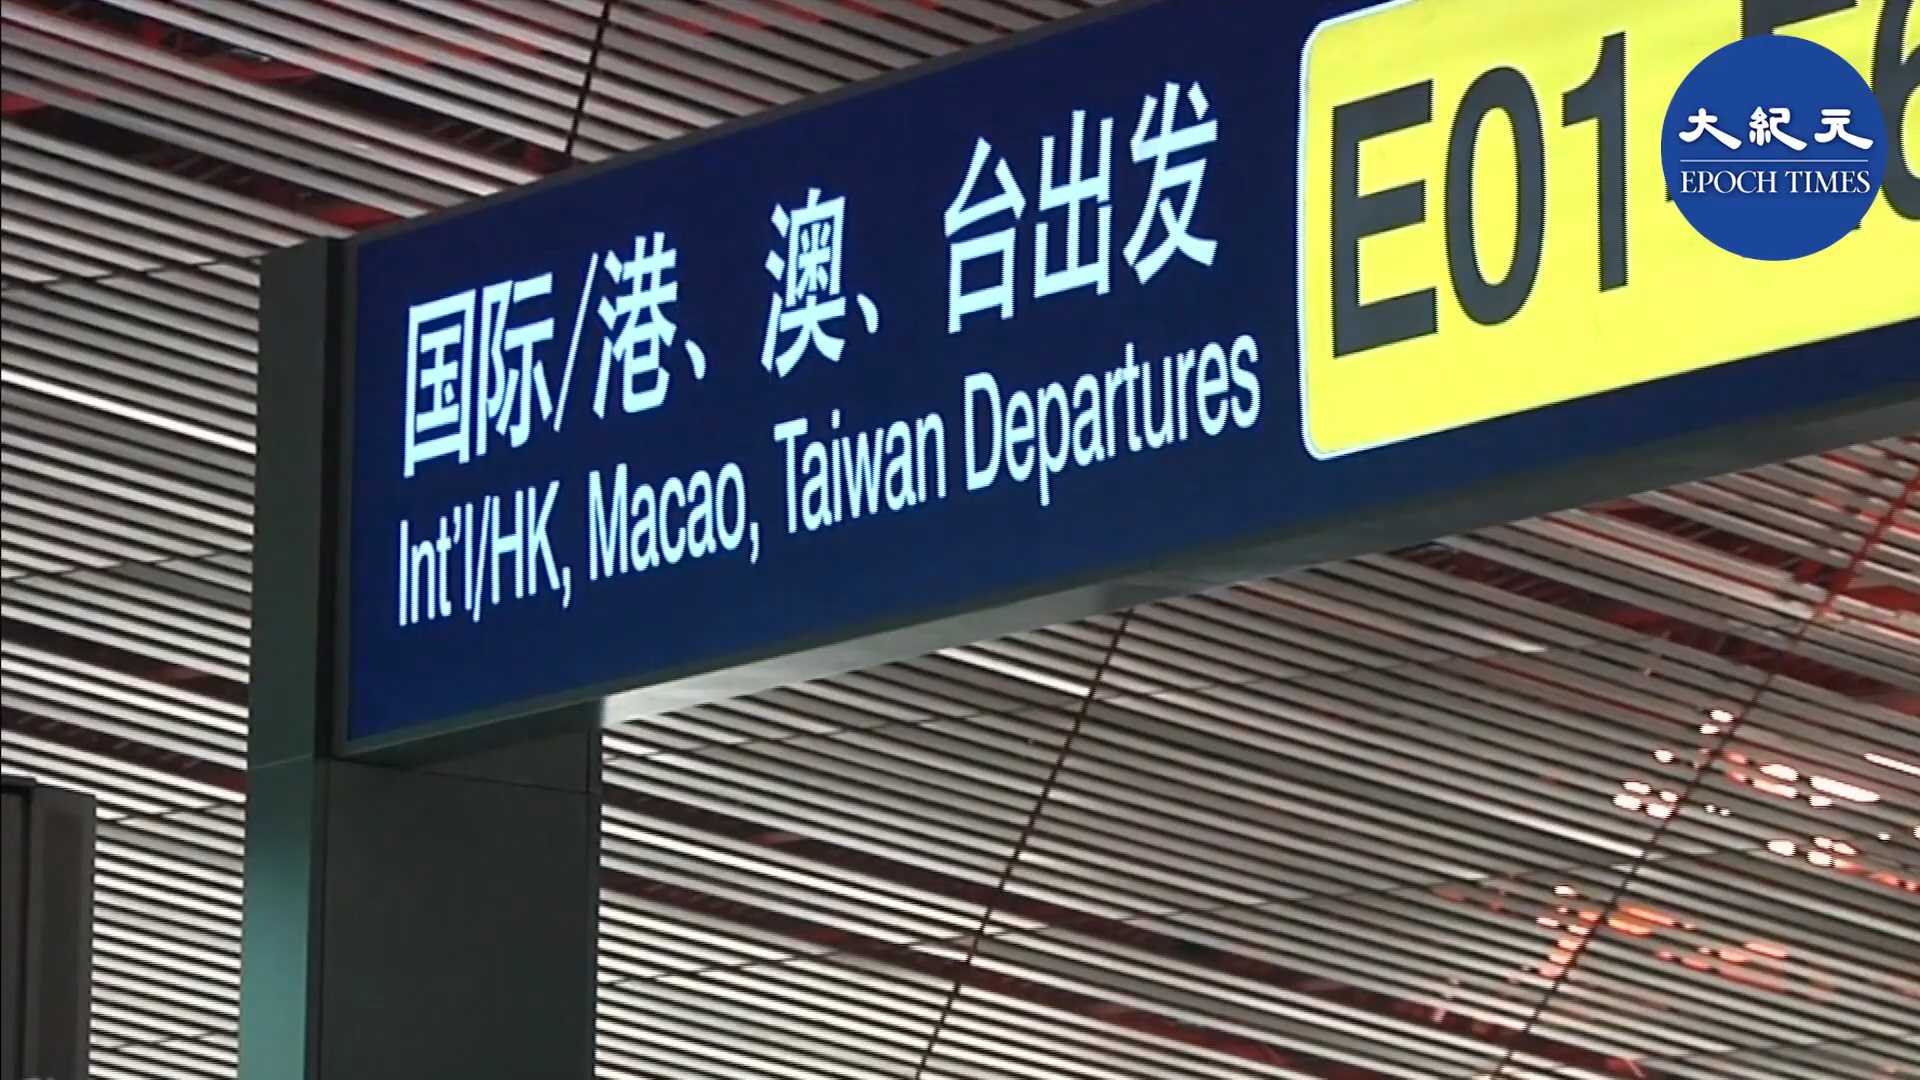 国际/港、澳、台出发
Int'l/HK, Macao, Taiwan Departures
E01
大紀元
EPOCH TIMES